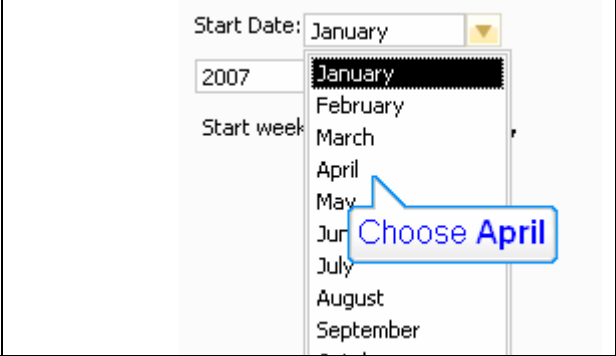 Start Date: January
2007
January
February
Start week
March
April
May
Choose April
July
August
September